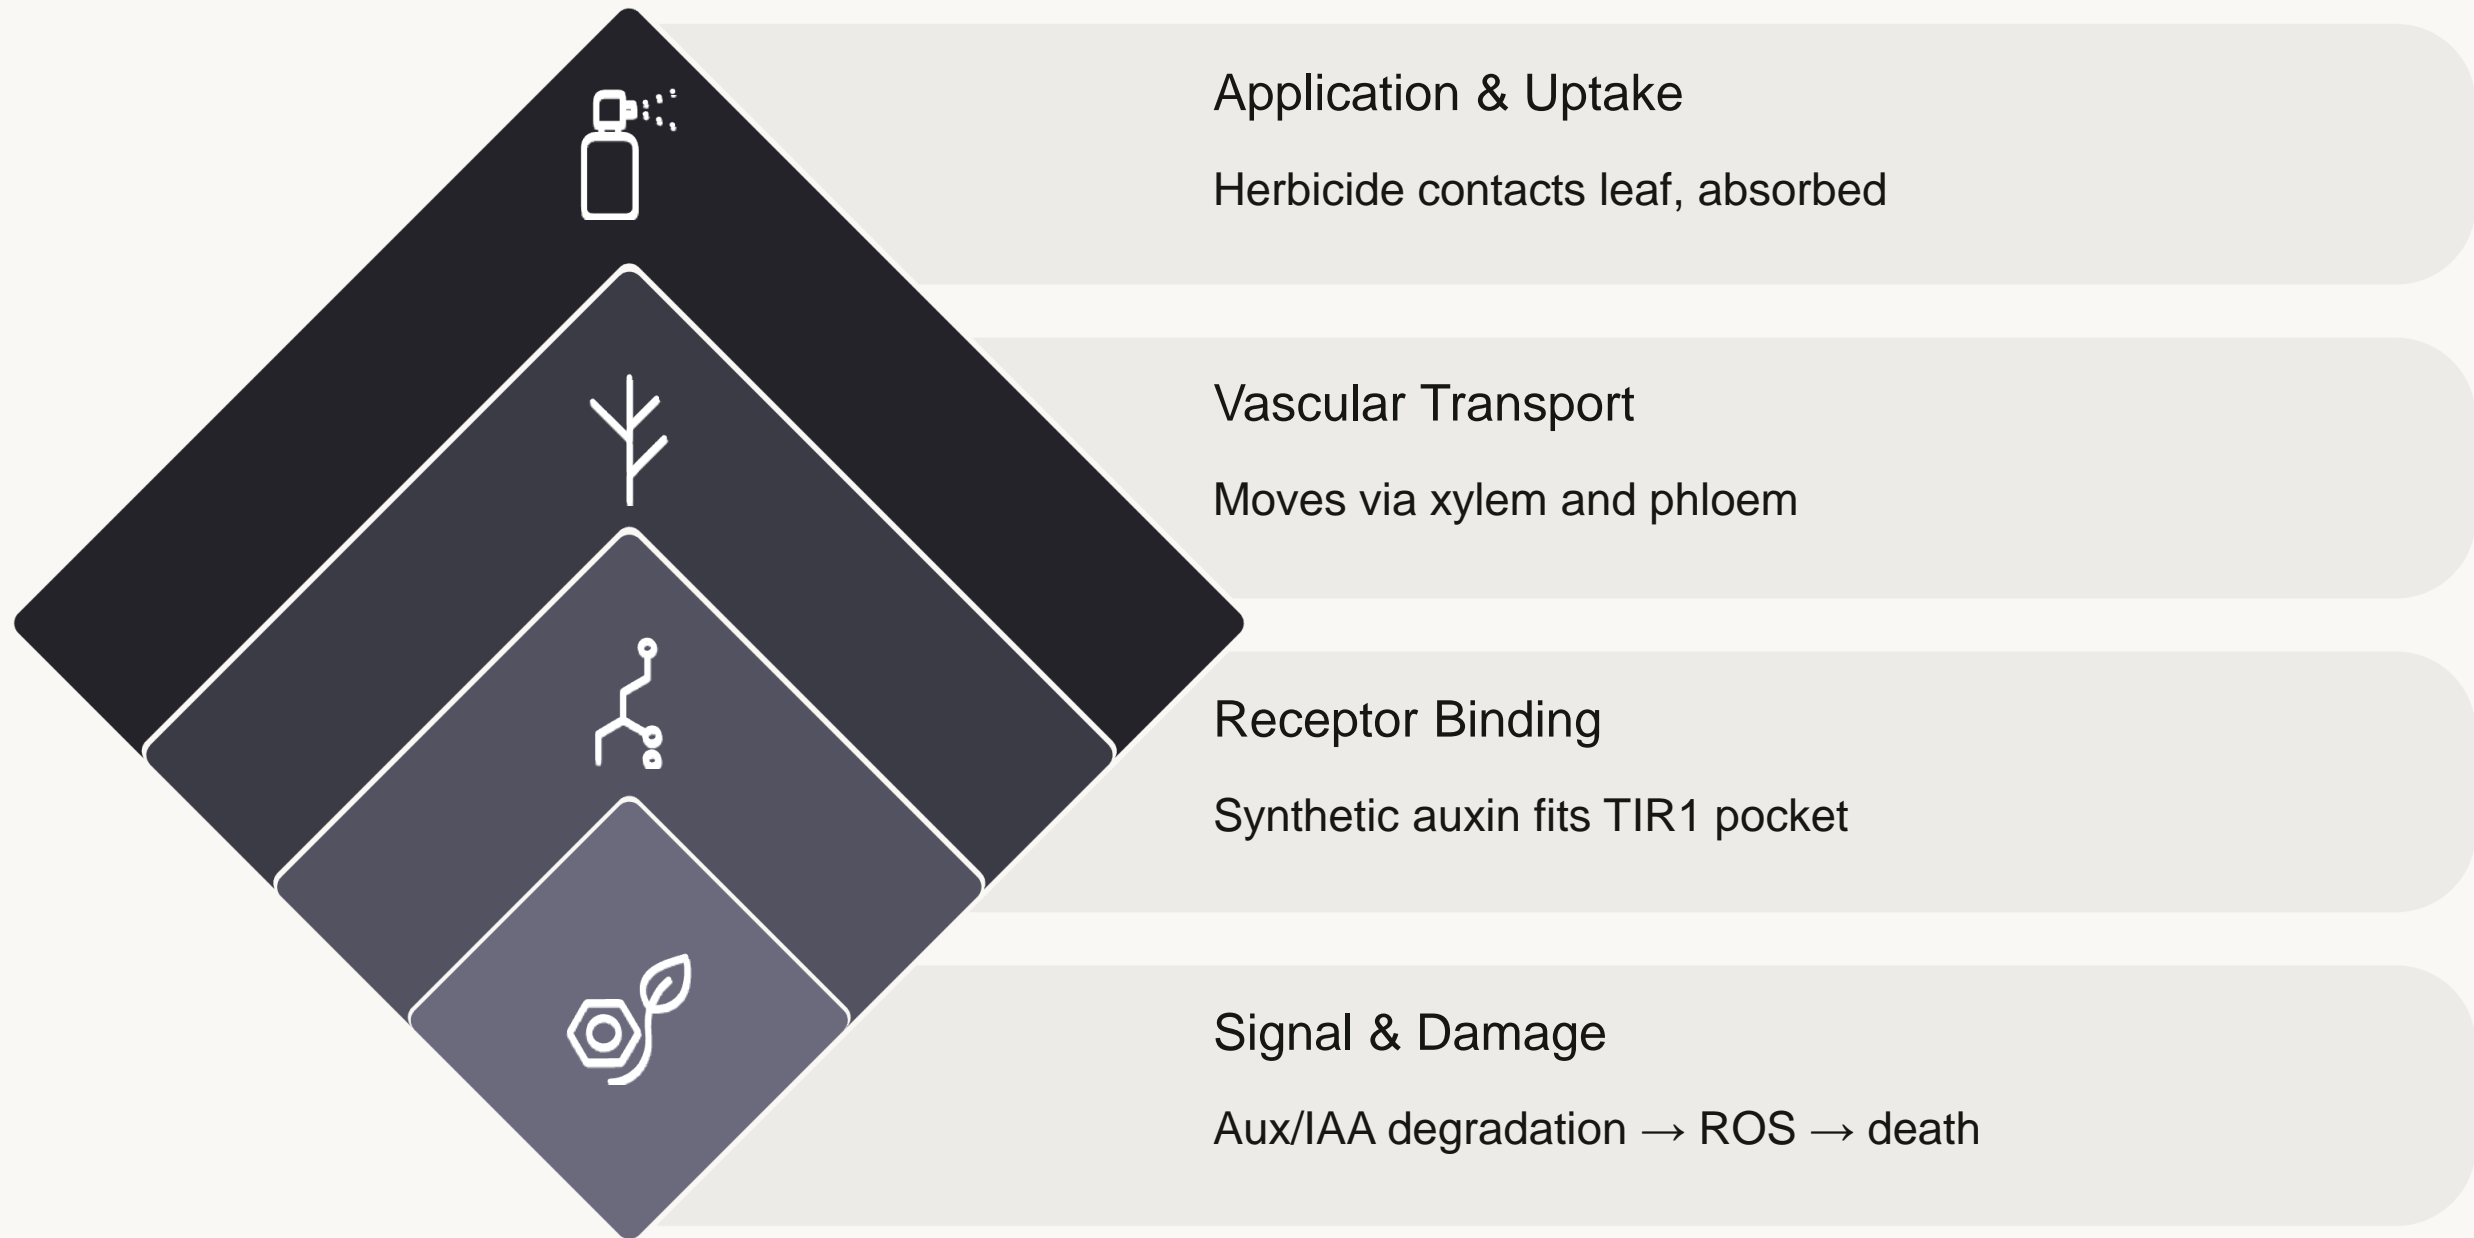 Application & Uptake
Herbicide contacts leaf, absorbed
Vascular Transport
Moves via xylem and phloem
Receptor Binding
Synthetic auxin fits TIR1 pocket
Signal & Damage
Aux/IAA degradation → ROS → death